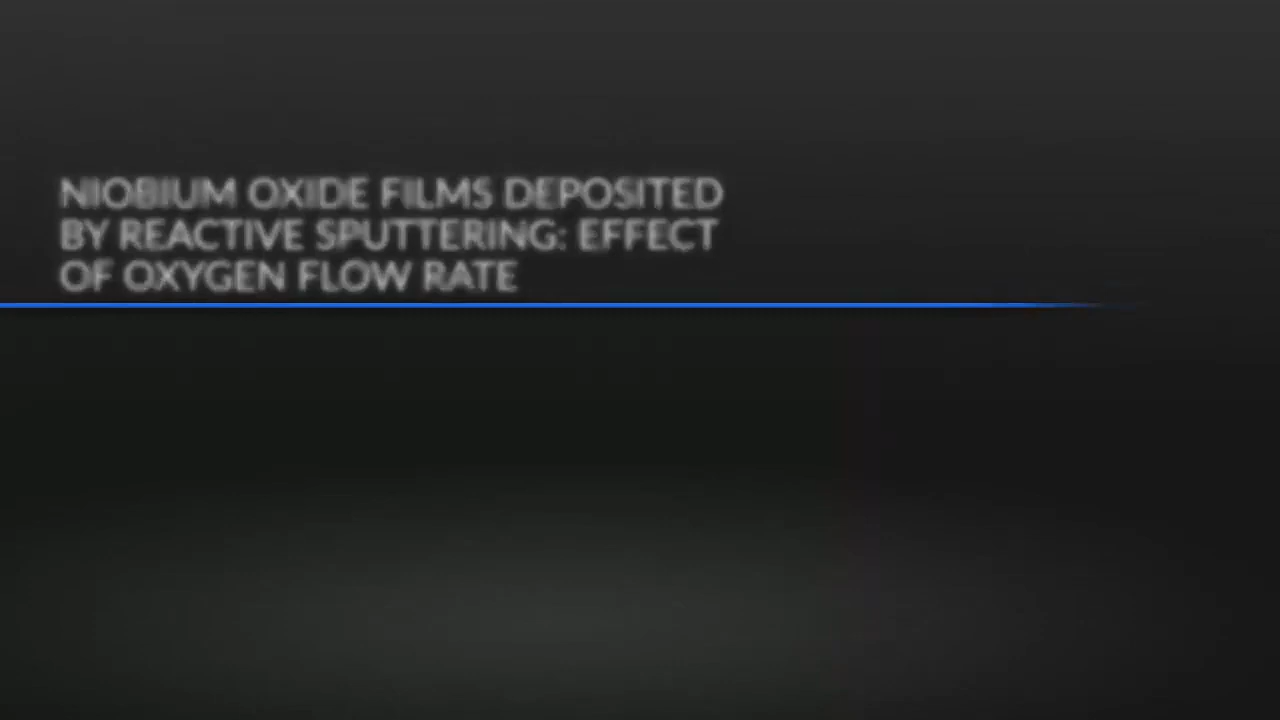 NIOBIUM OXIDE FILMS DEPOSITED
BY REACTIVE SPUTTERING: EFFECT
OF OXYGEN FLOW RATE